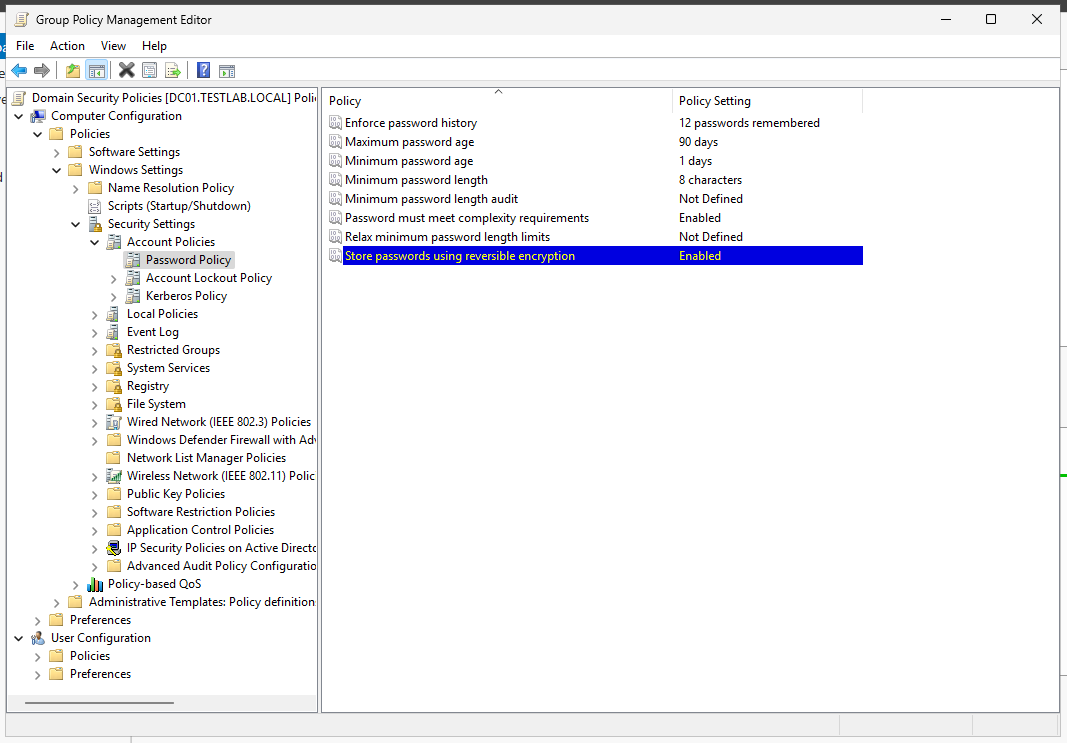 Group Policy Management Editor
File Action View Help
Domain Security Policies [DC01.TESTLAB.LOCAL] Poli
Computer Configuration
Policies
Software Settings
Windows Settings
Name Resolution Policy
Scripts (Startup/Shutdown)
Security Settings
Account Policies
Password Policy
Account Lockout Policy
Kerberos Policy
Local Policies
Event Log
Restricted Groups
System Services
Registry
File System
Wired Network (IEEE 802.3) Policies
Windows Defender Firewall with Adv
Network List Manager Policies
Wireless Network (IEEE 802.11) Polic
Public Key Policies
Software Restriction Policies
Application Control Policies
IP Security Policies on Active Directo
Advanced Audit Policy Configuratio
Policy-based QoS
Administrative Templates: Policy definitions
Preferences
User Configuration
Policies
Preferences
Policy Policy Setting
Enforce password history 12 passwords remembered
Maximum password age 90 days
Minimum password age 1 days
Minimum password length 8 characters
Minimum password length audit Not Defined
Password must meet complexity requirements Enabled
Relax minimum password length limits Not Defined
Store passwords using reversible encryption Enabled